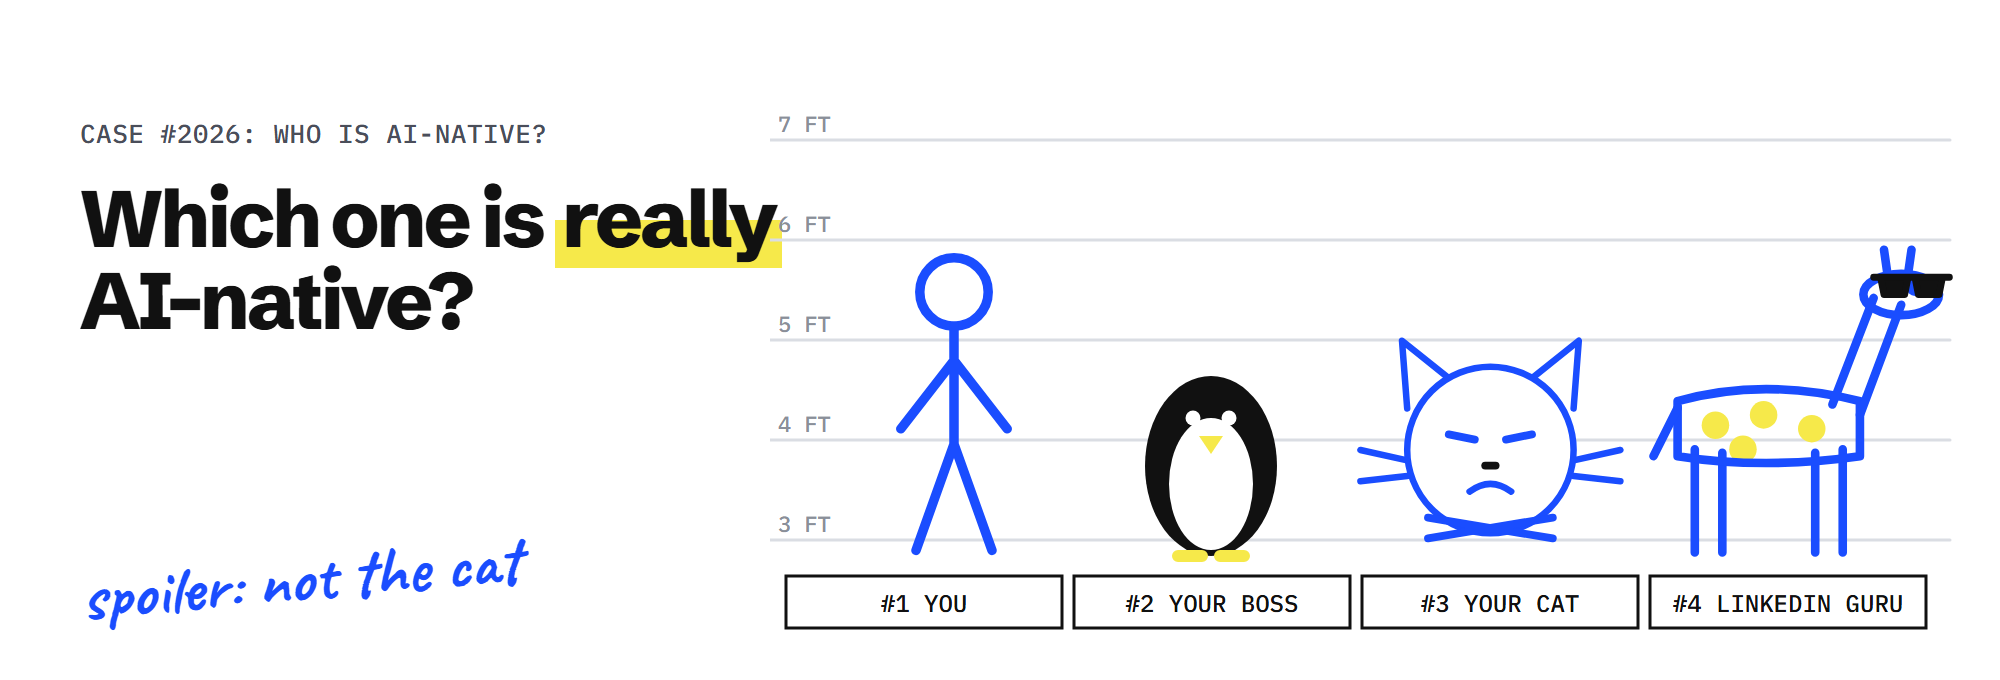 CASE #2026: WHO IS AI-NATIVE?
Which one is really
AI-native?
spoiler: not the cat
7 FT
6 FT
5 FT
4 FT
3 FT
#1 YOU
#2 YOUR BOSS
#3 YOUR CAT
#4 LINKEDIN GURU